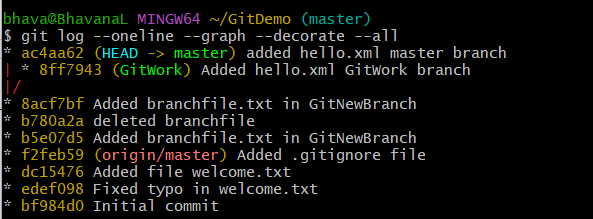 bhava@BhavanaL MINGW64 ~/GitDemo (master)
$ git log --oneline --graph --decorate --all
* ac4aa62 (HEAD -> master) added hello.xml master branch
| * 8ff7943 (GitWork) Added hello.xml GitWork branch
|/
* 8acf7bf Added branchfile.txt in GitNewBranch
* b780a2a deleted branchfile
* b5e07d5 Added branchfile.txt in GitNewBranch
* f2feb59 (origin/master) Added .gitignore file
* dc15476 Added file welcome.txt
* edef098 Fixed typo in welcome.txt
* bf984d0 Initial commit